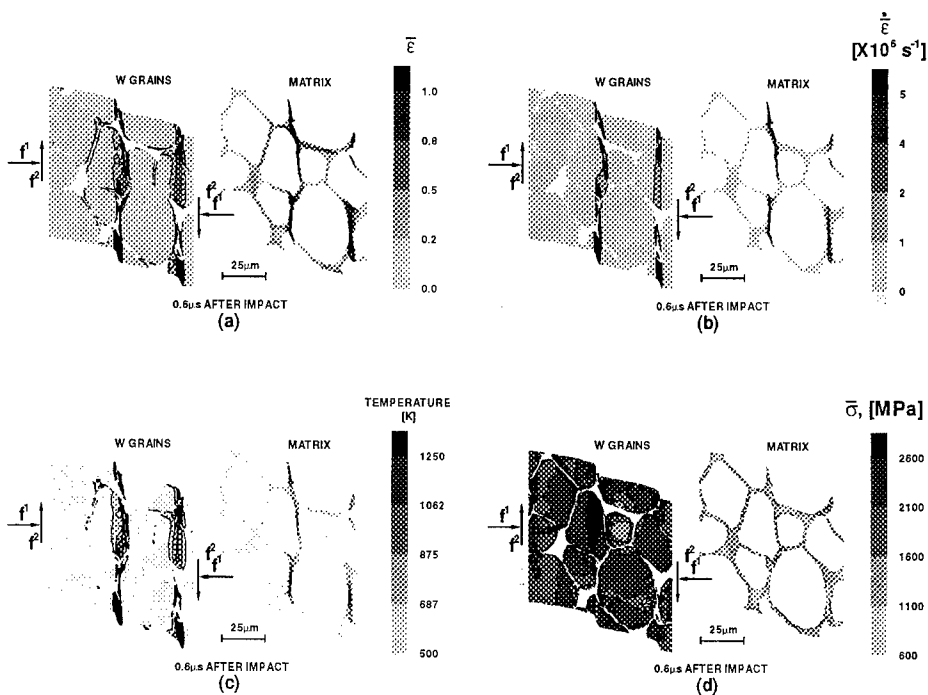 ε̄
W GRAINS
MATRIX
1.0
0.8
0.5
0.2
0.0
f¹
f²
f²
f¹
25μm
0.6μs AFTER IMPACT
(a)
ε̄̇
[X10⁶ s⁻¹]
W GRAINS
MATRIX
5
4
2
1
0
f¹
f²
f²
f¹
25μm
0.6μs AFTER IMPACT
(b)
TEMPERATURE
[K]
W GRAINS
MATRIX
1250
1062
875
687
500
f¹
f²
f²
f¹
25μm
0.6μs AFTER IMPACT
(c)
σ̄, [MPa]
W GRAINS
MATRIX
2600
2100
1600
1100
600
f¹
f²
f²
f¹
25μm
0.6μs AFTER IMPACT
(d)